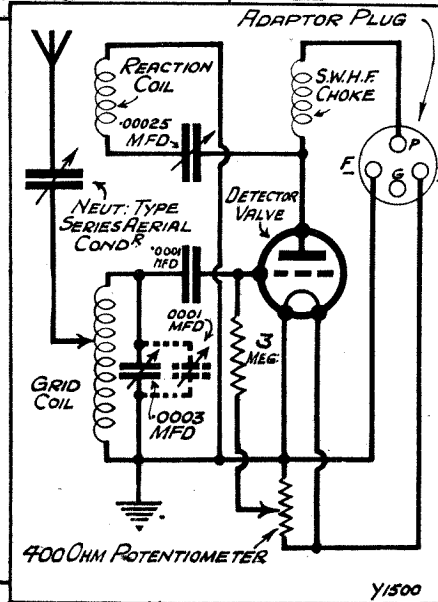 ADAPTOR PLUG
REACTION
COIL
S.W.H.F.
CHOKE
.00025
MFD
P
F
G
NEUT: TYPE
SERIES AERIAL
CONDR
DETECTOR
VALVE
.0001
MFD
.0001
MFD
3
MEG.
GRID
COIL
.0003
MFD
400 OHM POTENTIOMETER
Y1500